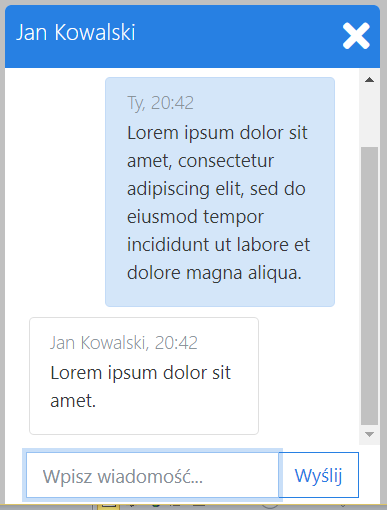 Jan Kowalski
Ty, 20:42
Lorem ipsum dolor sit
amet, consectetur
adipiscing elit, sed do
eiusmod tempor
incididunt ut labore et
dolore magna aliqua.
Jan Kowalski, 20:42
Lorem ipsum dolor sit
amet.
Wpisz wiadomość...
Wyślij